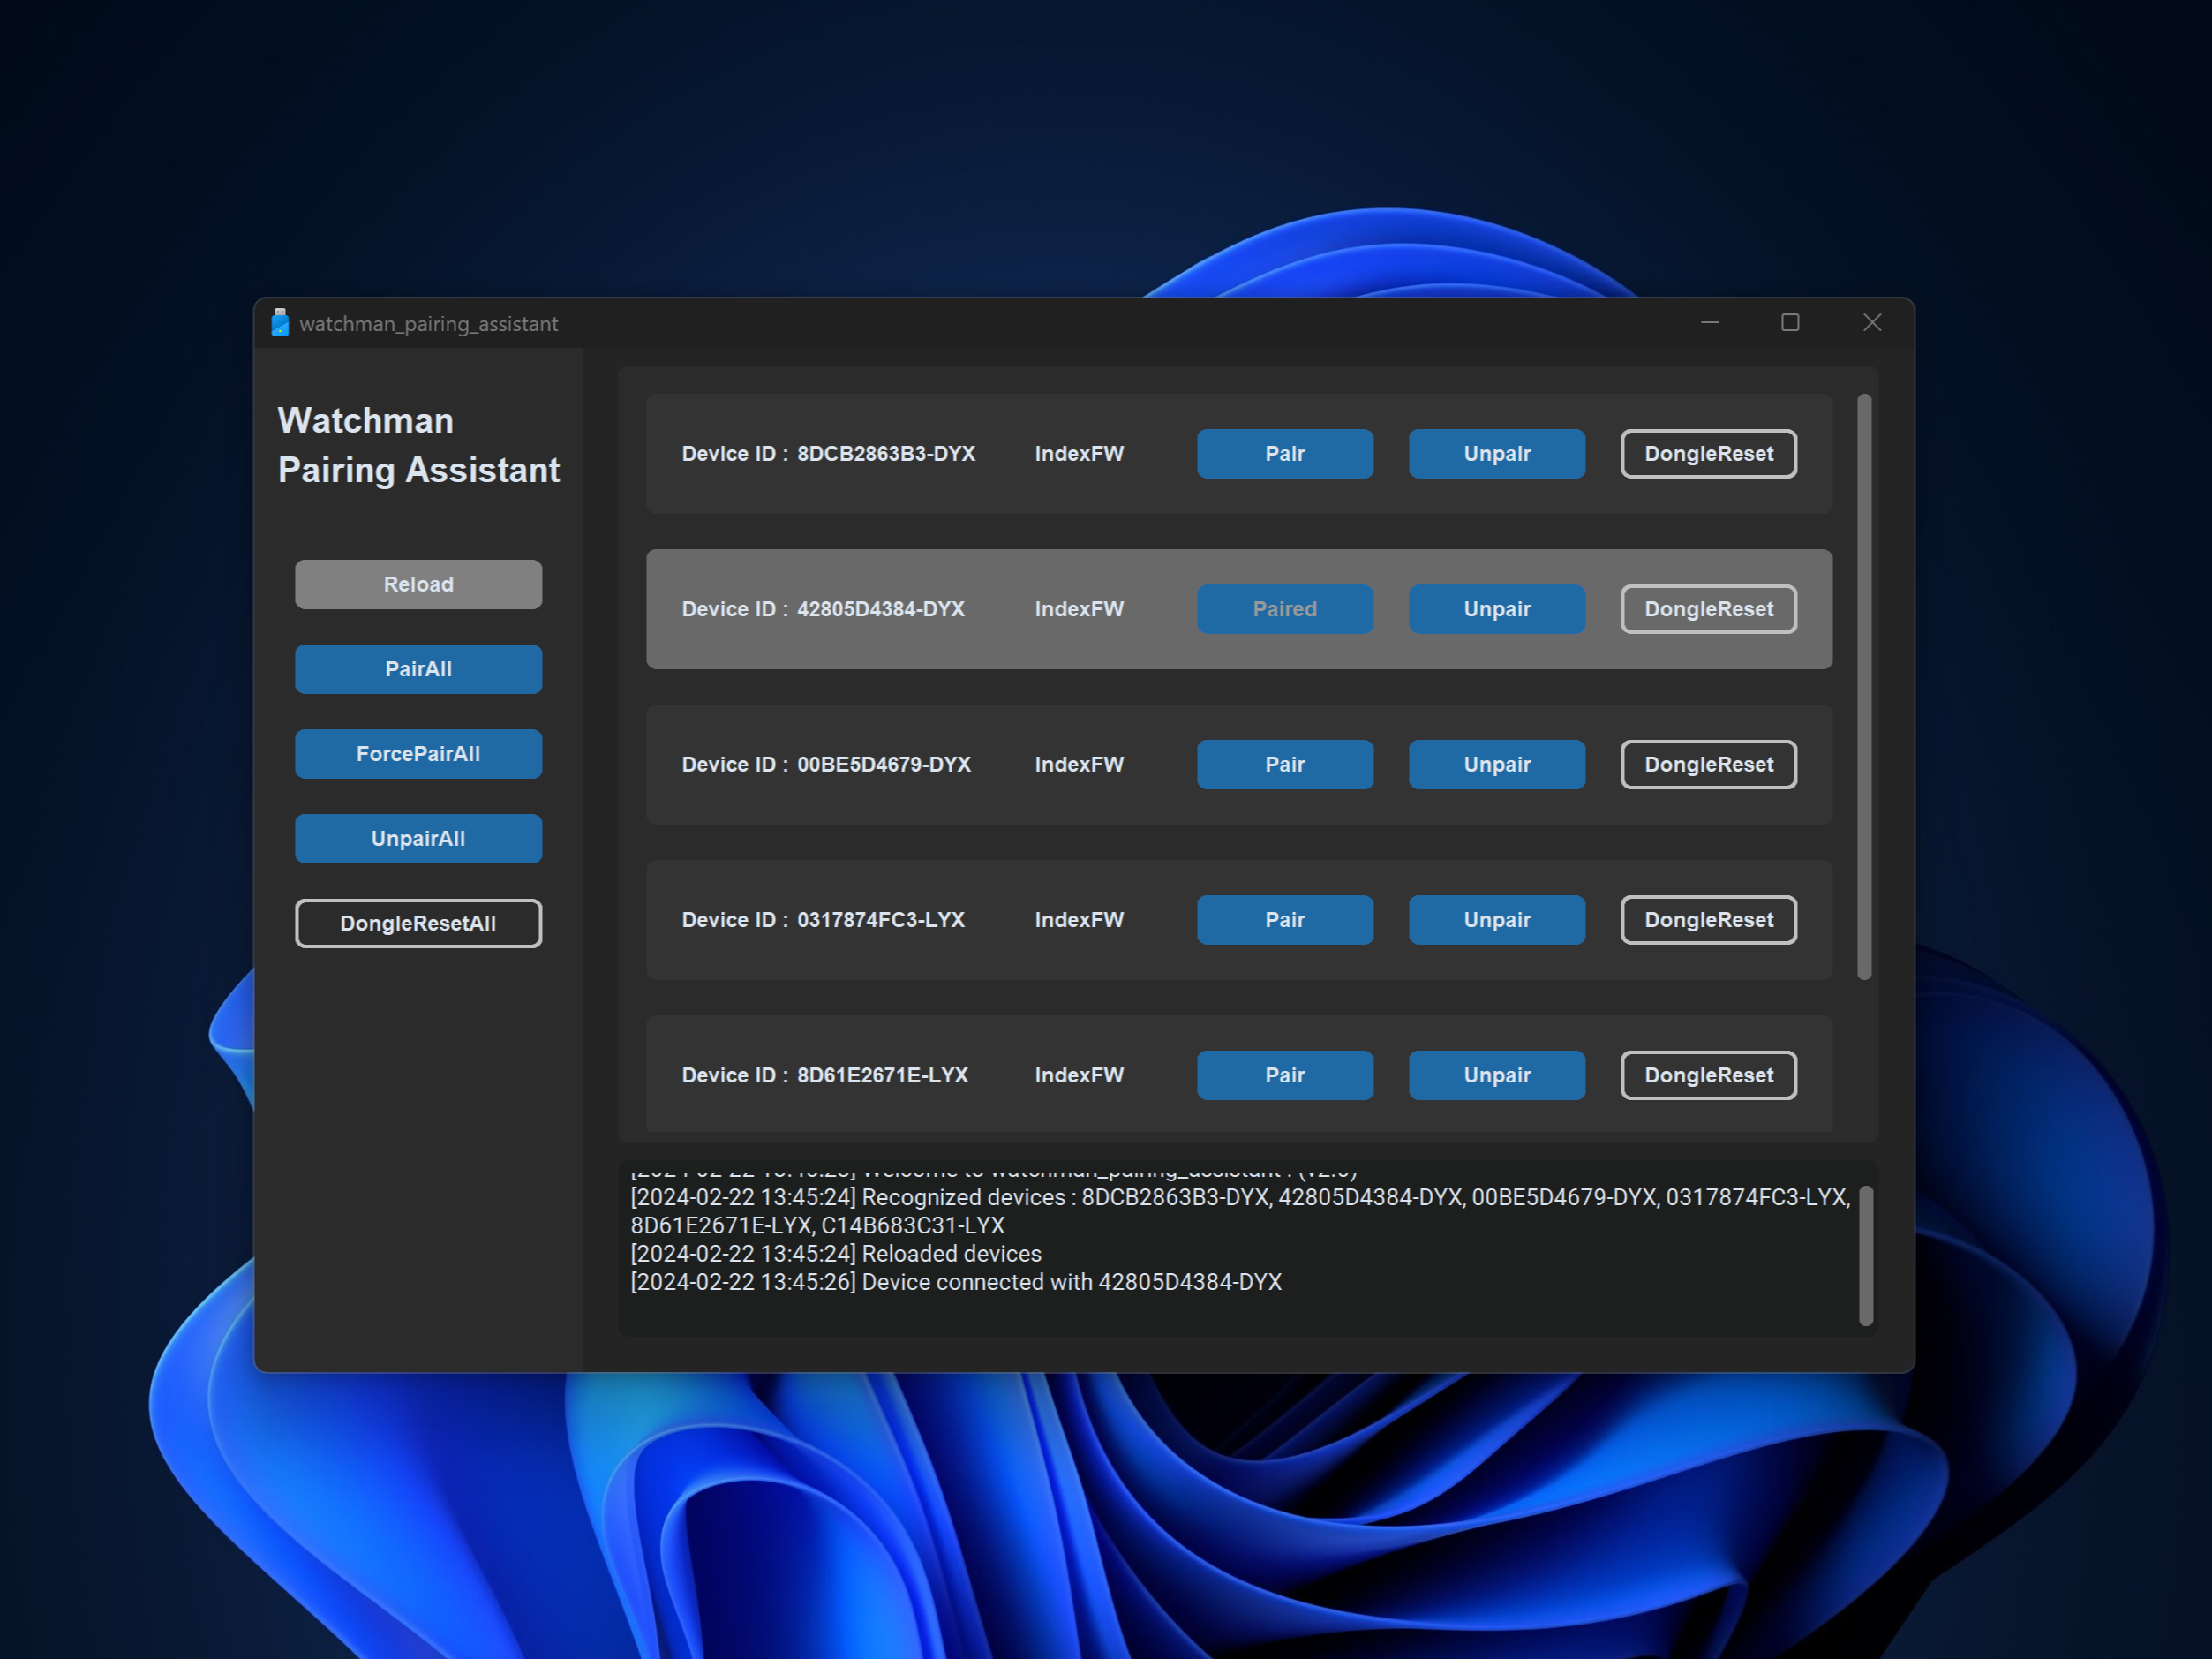 watchman_pairing_assistant
Watchman
Pairing Assistant
Reload
PairAll
ForcePairAll
UnpairAll
DongleResetAll
Device ID : 8DCB2863B3-DYX IndexFW Pair Unpair DongleReset
Device ID : 42805D4384-DYX IndexFW Paired Unpair DongleReset
Device ID : 00BE5D4679-DYX IndexFW Pair Unpair DongleReset
Device ID : 0317874FC3-LYX IndexFW Pair Unpair DongleReset
Device ID : 8D61E2671E-LYX IndexFW Pair Unpair DongleReset
Welcome to watchman_pairing_assistant :
[2024-02-22 13:45:24] Recognized devices : 8DCB2863B3-DYX, 42805D4384-DYX, 00BE5D4679-DYX, 0317874FC3-LYX,
8D61E2671E-LYX, C14B683C31-LYX
[2024-02-22 13:45:24] Reloaded devices
[2024-02-22 13:45:26] Device connected with 42805D4384-DYX